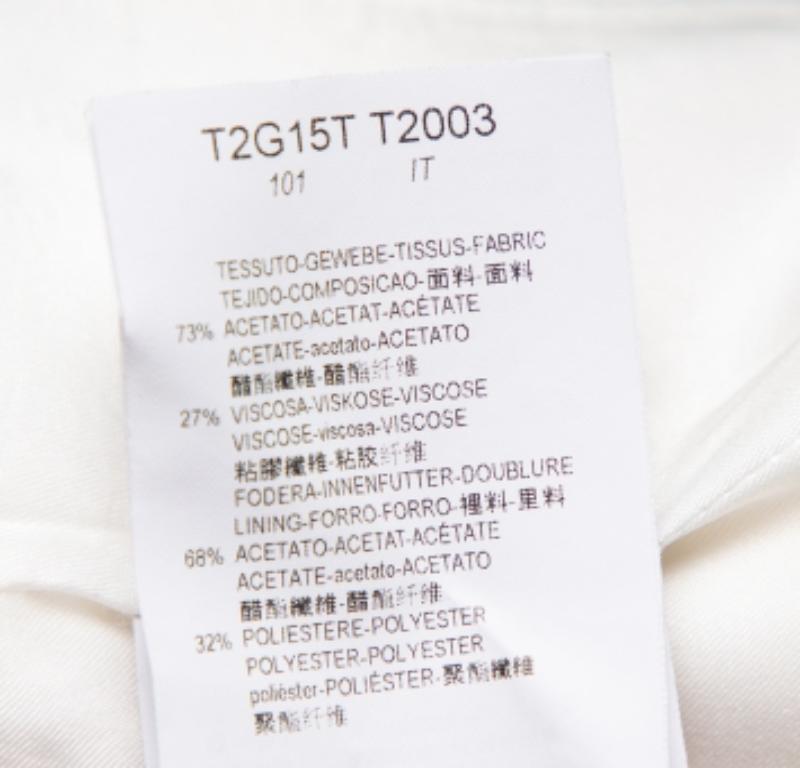 T2G15T T2003
101 IT
TESSUTO-GEWEBE-TISSUS-FABRIC
TEJIDO-COMPOSICAO-面料-面料
73% ACETATO-ACETAT-ACÉTATE
ACETATE-acetato-ACETATO
醋酯纖維-醋酯纤维
27% VISCOSA-VISKOSE-VISCOSE
VISCOSE-viscosa-VISCOSE
粘膠纖維-粘胶纤维
FODERA-INNENFUTTER-DOUBLURE
LINING-FORRO-FORRO-裡料-里料
68% ACETATO-ACETAT-ACÉTATE
ACETATE-acetato-ACETATO
醋酯纖維-醋酯纤维
32% POLIESTERE-POLYESTER
POLYESTER-POLYESTER
poliéster-POLIÉSTER-聚酯纖維
聚酯纤维